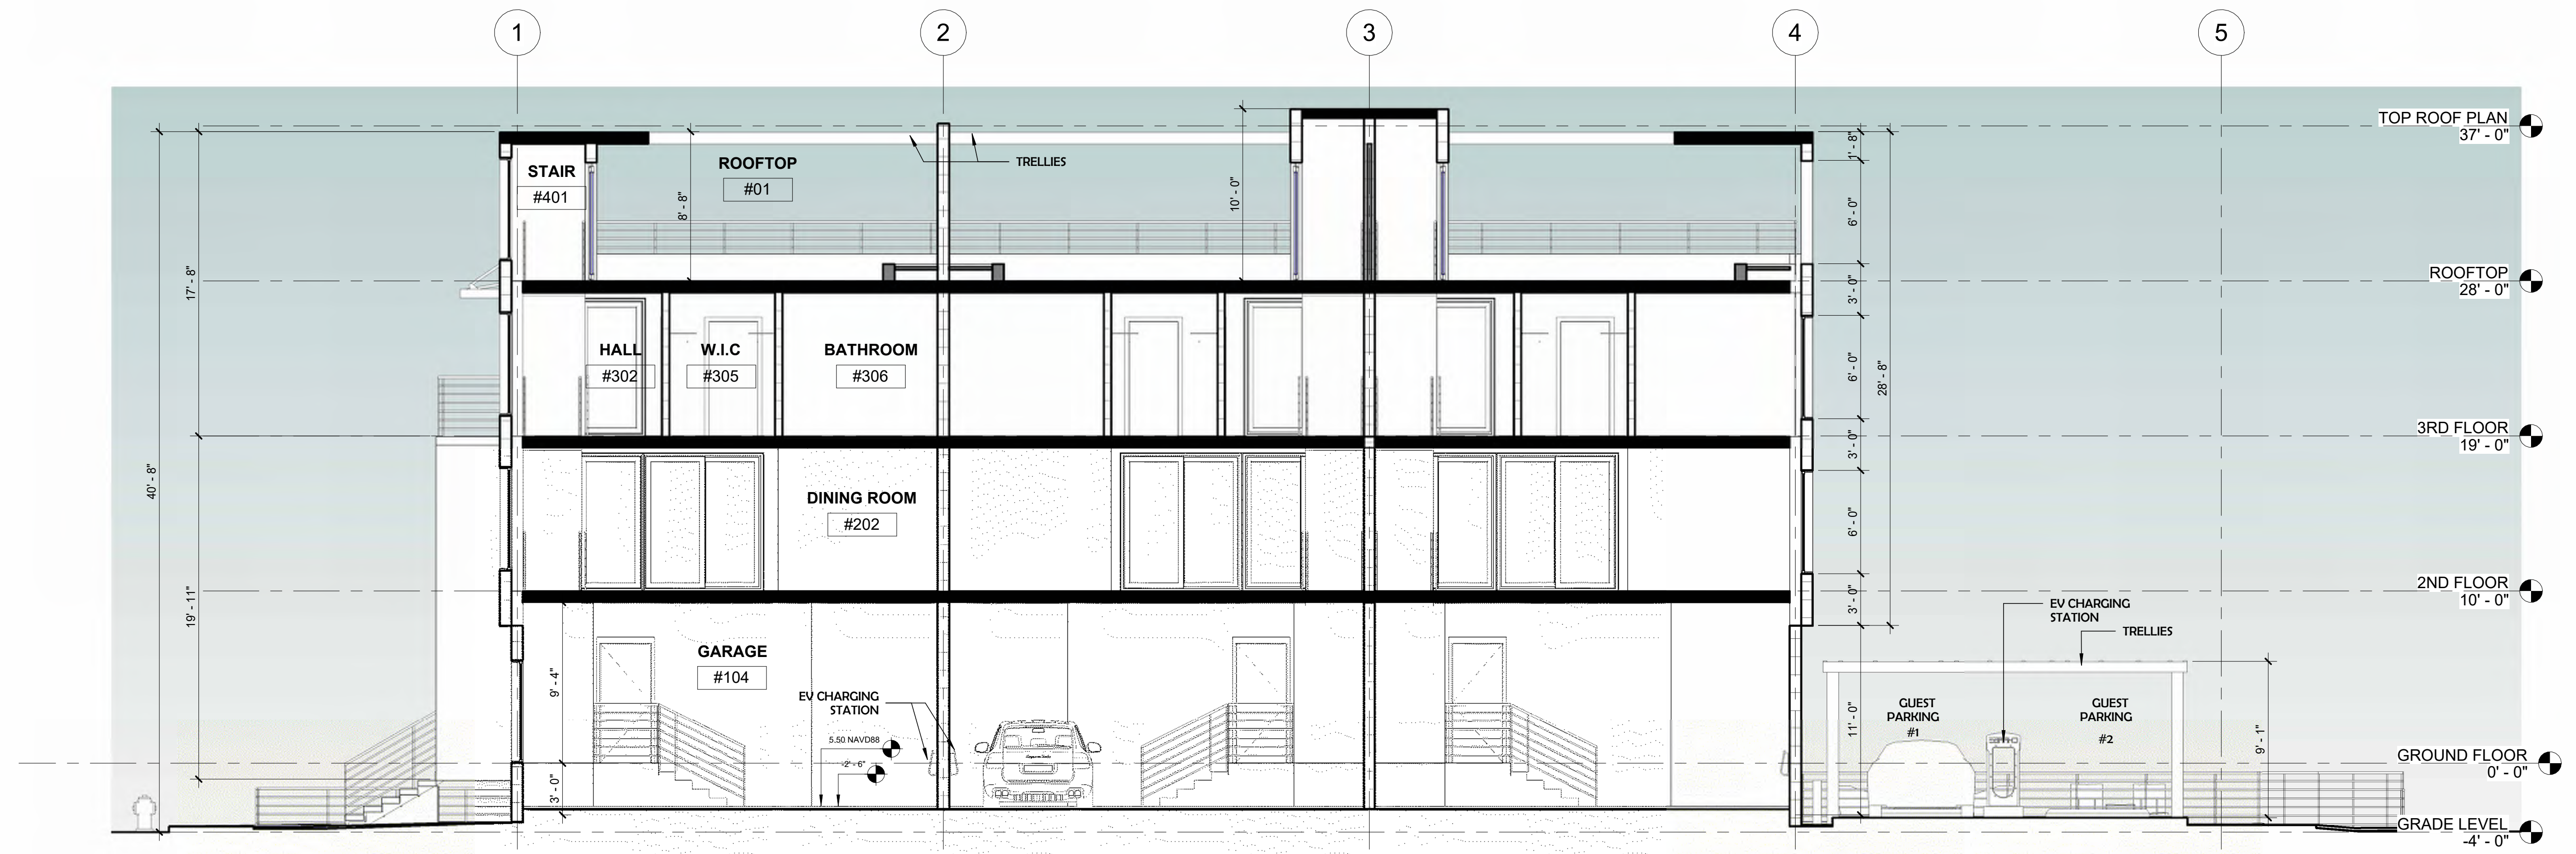 1
2
3
4
5
TOP ROOF PLAN
37' - 0"
ROOFTOP
28' - 0"
3RD FLOOR
19' - 0"
2ND FLOOR
10' - 0"
GROUND FLOOR
0' - 0"
GRADE LEVEL
-4' - 0"
STAIR
#401
ROOFTOP
#01
TRELLIES
8' - 8"
10' - 0"
17' - 8"
40' - 8"
19' - 11"
HALL
#302
W.I.C
#305
BATHROOM
#306
DINING ROOM
#202
GARAGE
#104
9' - 4"
3' - 0"
EV CHARGING
STATION
5.50 NAVD88
-2' - 6"
1' - 8"
6' - 0"
3' - 0"
6' - 0"
3' - 0"
6' - 0"
3' - 0"
28' - 8"
11' - 0"
EV CHARGING
STATION
TRELLIES
GUEST
PARKING
#1
GUEST
PARKING
#2
9' - 1"